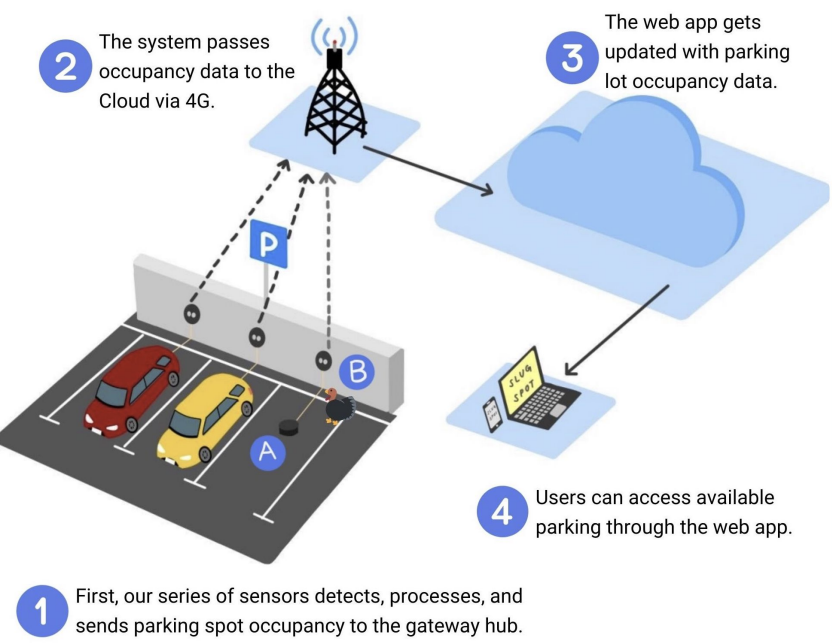 2
The system passes
occupancy data to the
Cloud via 4G.
3
The web app gets
updated with parking
lot occupancy data.
P
B
A
SLUG
SPOT
4
Users can access available
parking through the web app.
1
First, our series of sensors detects, processes, and
sends parking spot occupancy to the gateway hub.